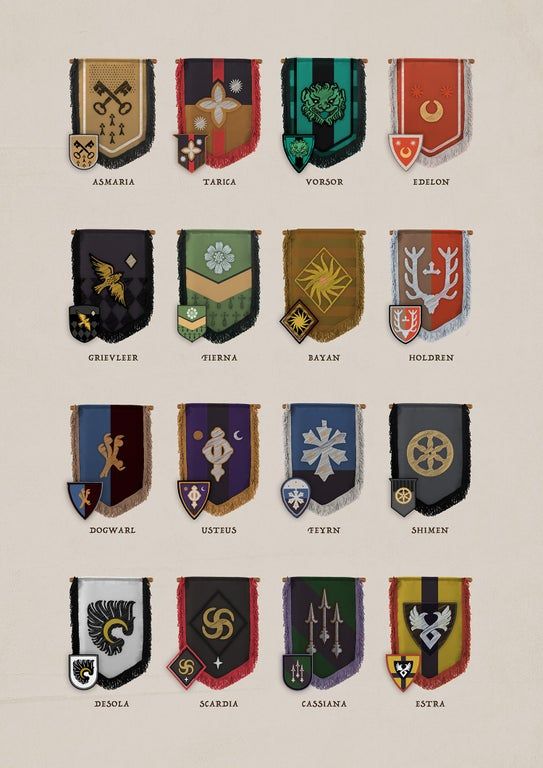 ASMARIA
TARICA
VORSOR
EDELON
GRIEVLEER
FIERNA
BAYAN
HOLDREN
DOGWARL
USTEUS
FEYRN
SHIMEN
DESOLA
SCARDIA
CASSIANA
ESTRA